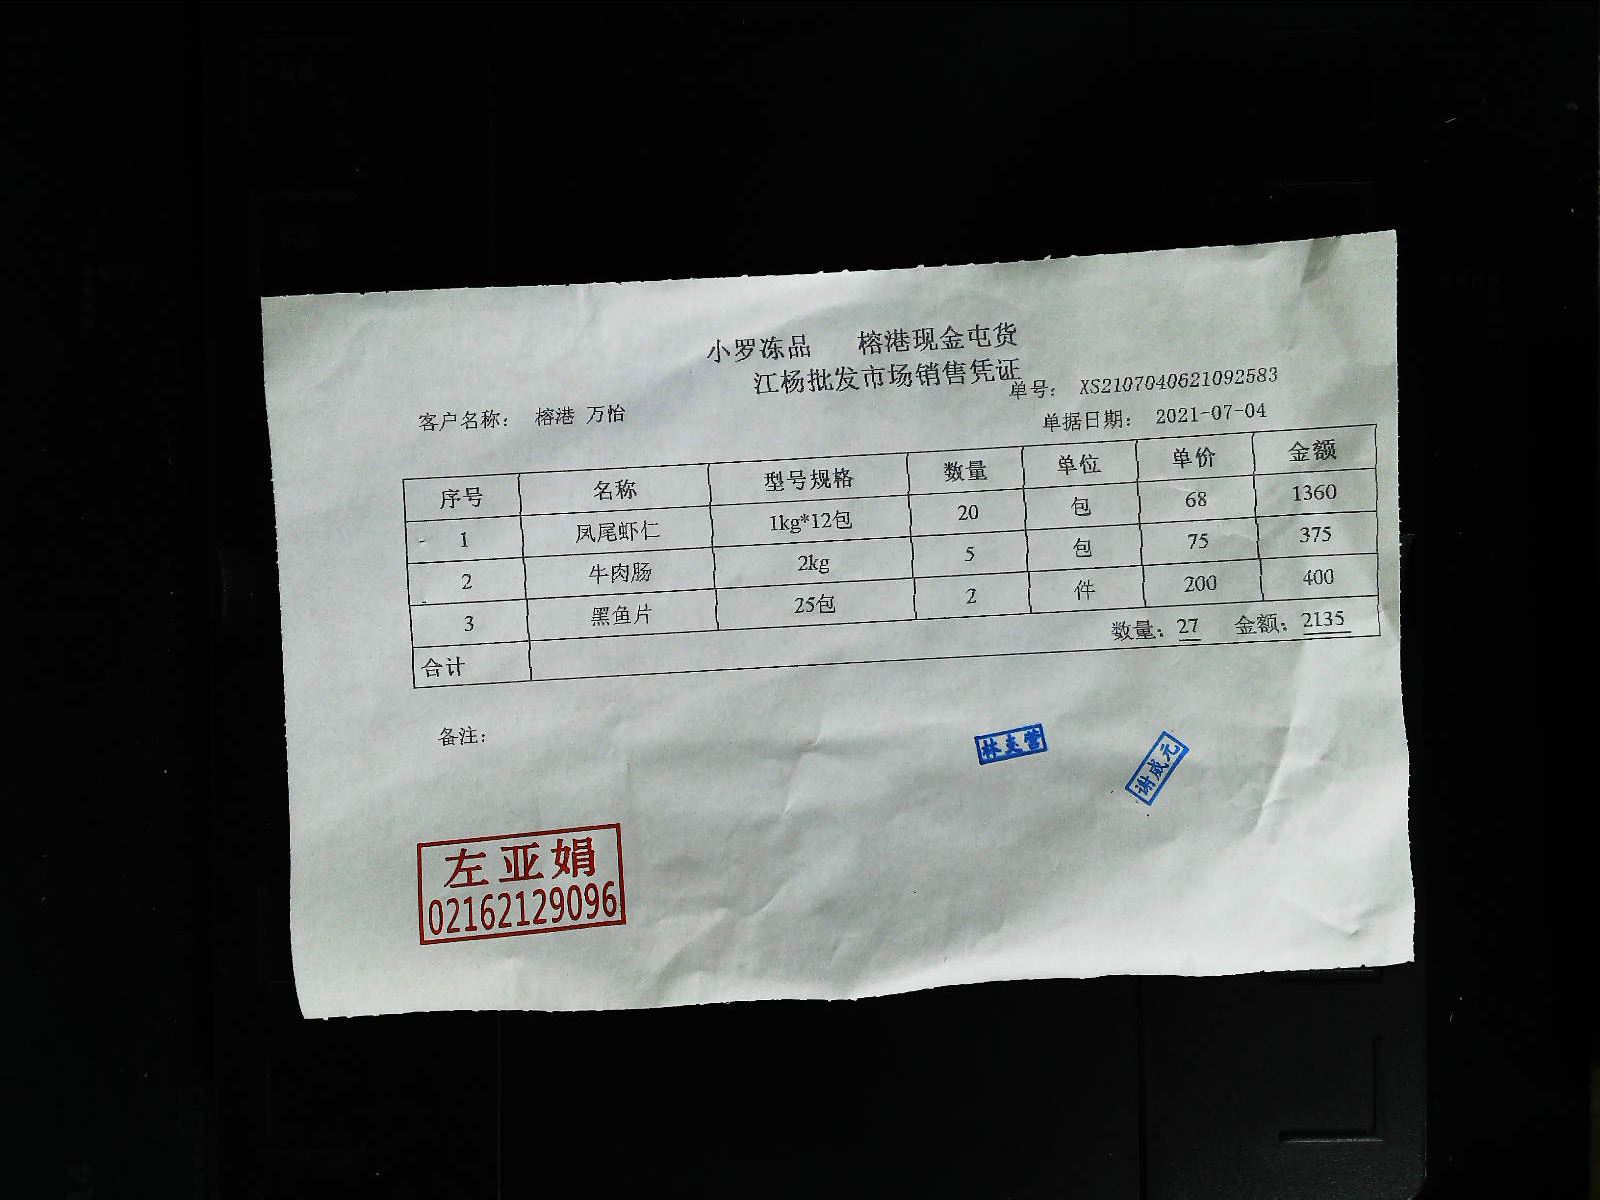 小罗冻品 榕港现金屯货
江杨批发市场销售凭证
单号： XS2107040621092583
客户名称： 榕港 万怡
单据日期： 2021-07-04
序号 名称 型号规格 数量 单位 单价 金额
1 凤尾虾仁 1kg*12包 20 包 68 1360
2 牛肉肠 2kg 5 包 75 375
3 黑鱼片 25包 2 件 200 400
合计 数量：27 金额：2135
备注：
谢威元
左亚娟
02162129096